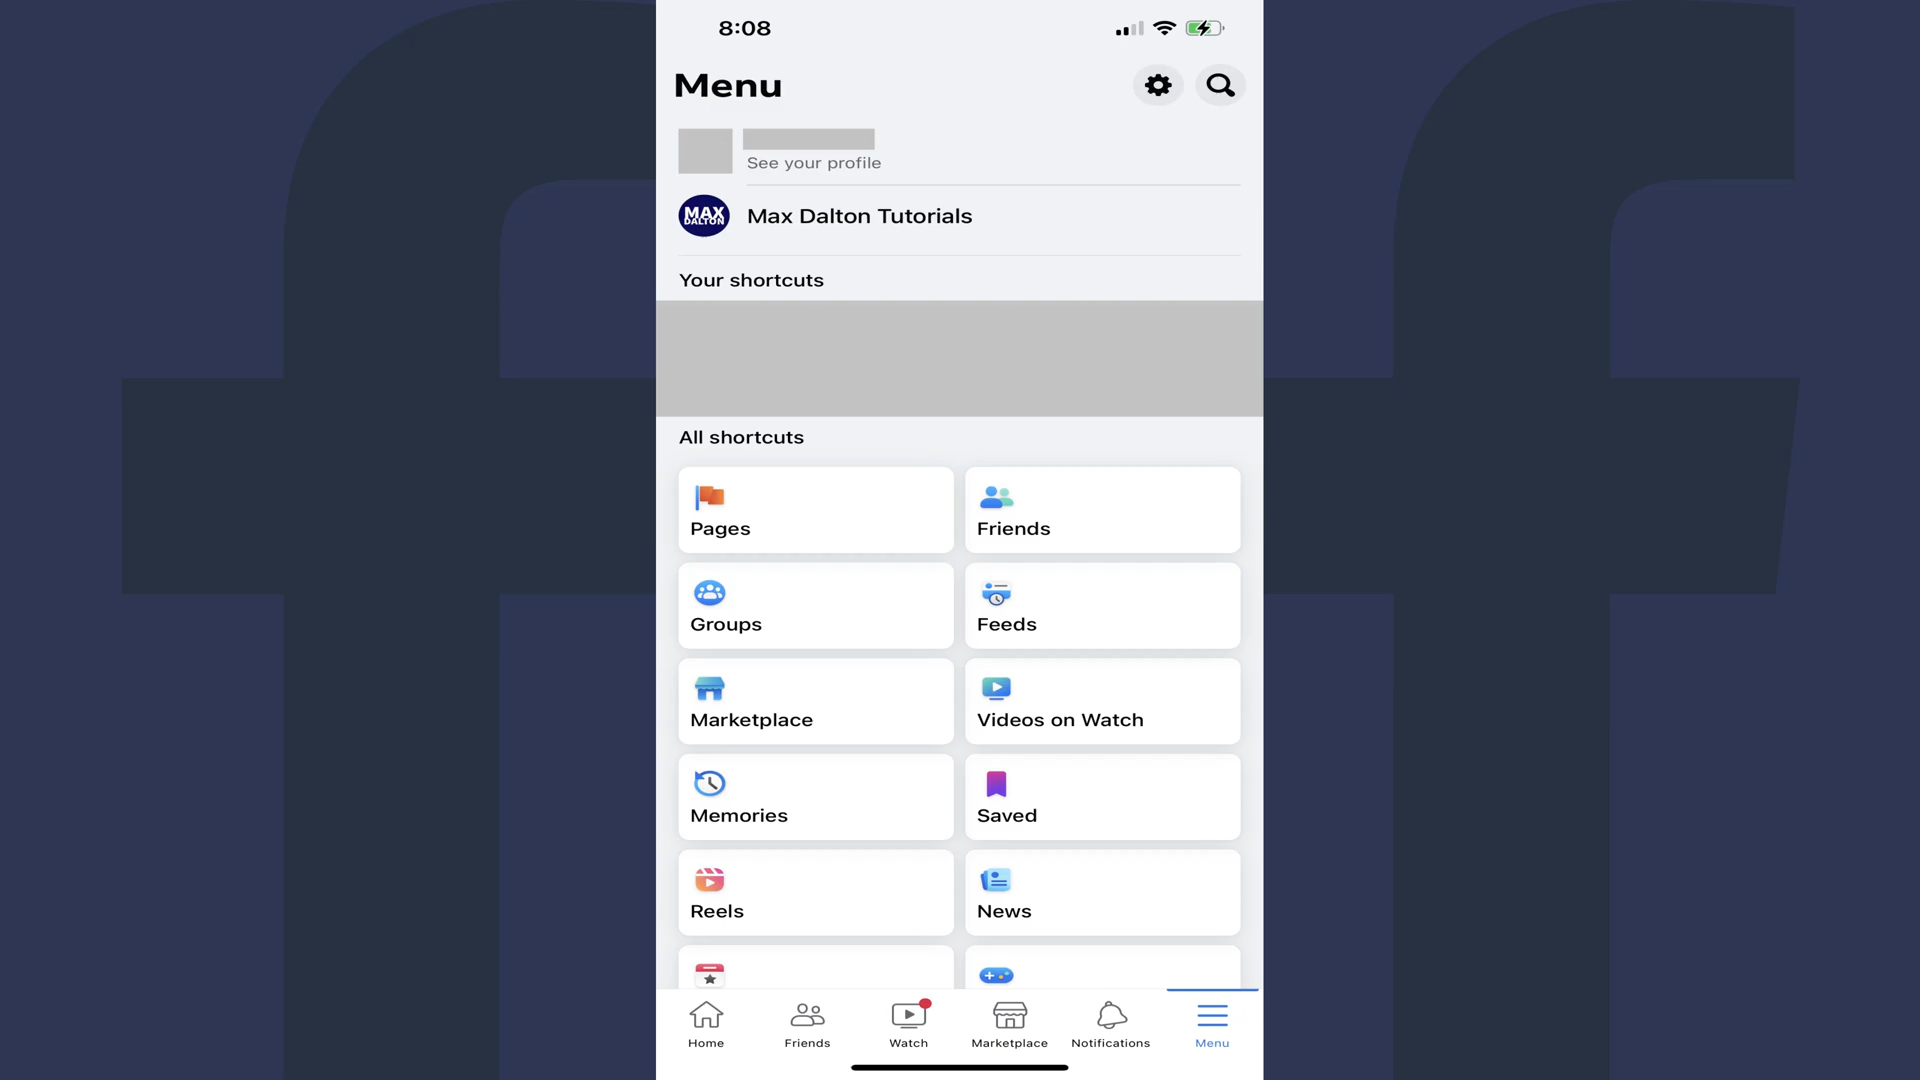 8:08
Menu
See your profile
MAX
DALTON
Max Dalton Tutorials
Your shortcuts
All shortcuts
Pages
Friends
Groups
Feeds
Marketplace
Videos on Watch
Memories
Saved
Reels
News
Home
Friends
Watch
Marketplace
Notifications
Menu